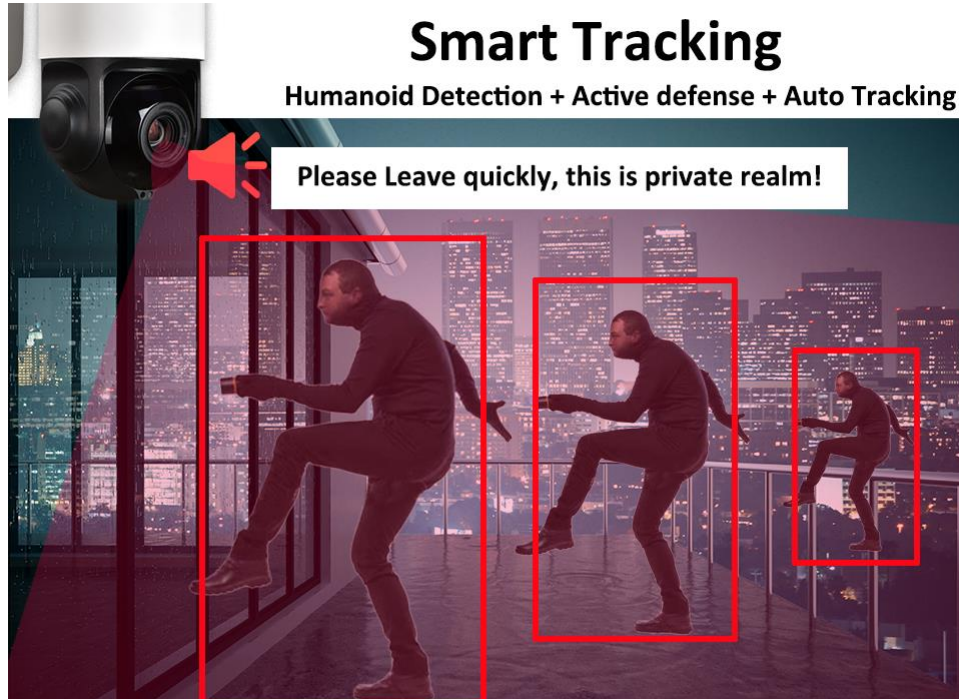 Smart Tracking
Humanoid Detection + Active defense + Auto Tracking
Please Leave quickly, this is private realm!